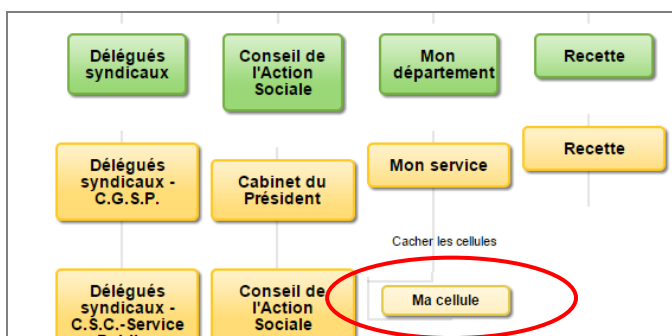 Délégués
syndicaux
Conseil de
l'Action
Sociale
Mon
département
Recette
Délégués
syndicaux -
C.G.S.P.
Cabinet du
Président
Mon service
Recette
Cacher les cellules
Délégués
syndicaux -
C.S.C.-Service
Conseil de
l'Action
Sociale
Ma cellule